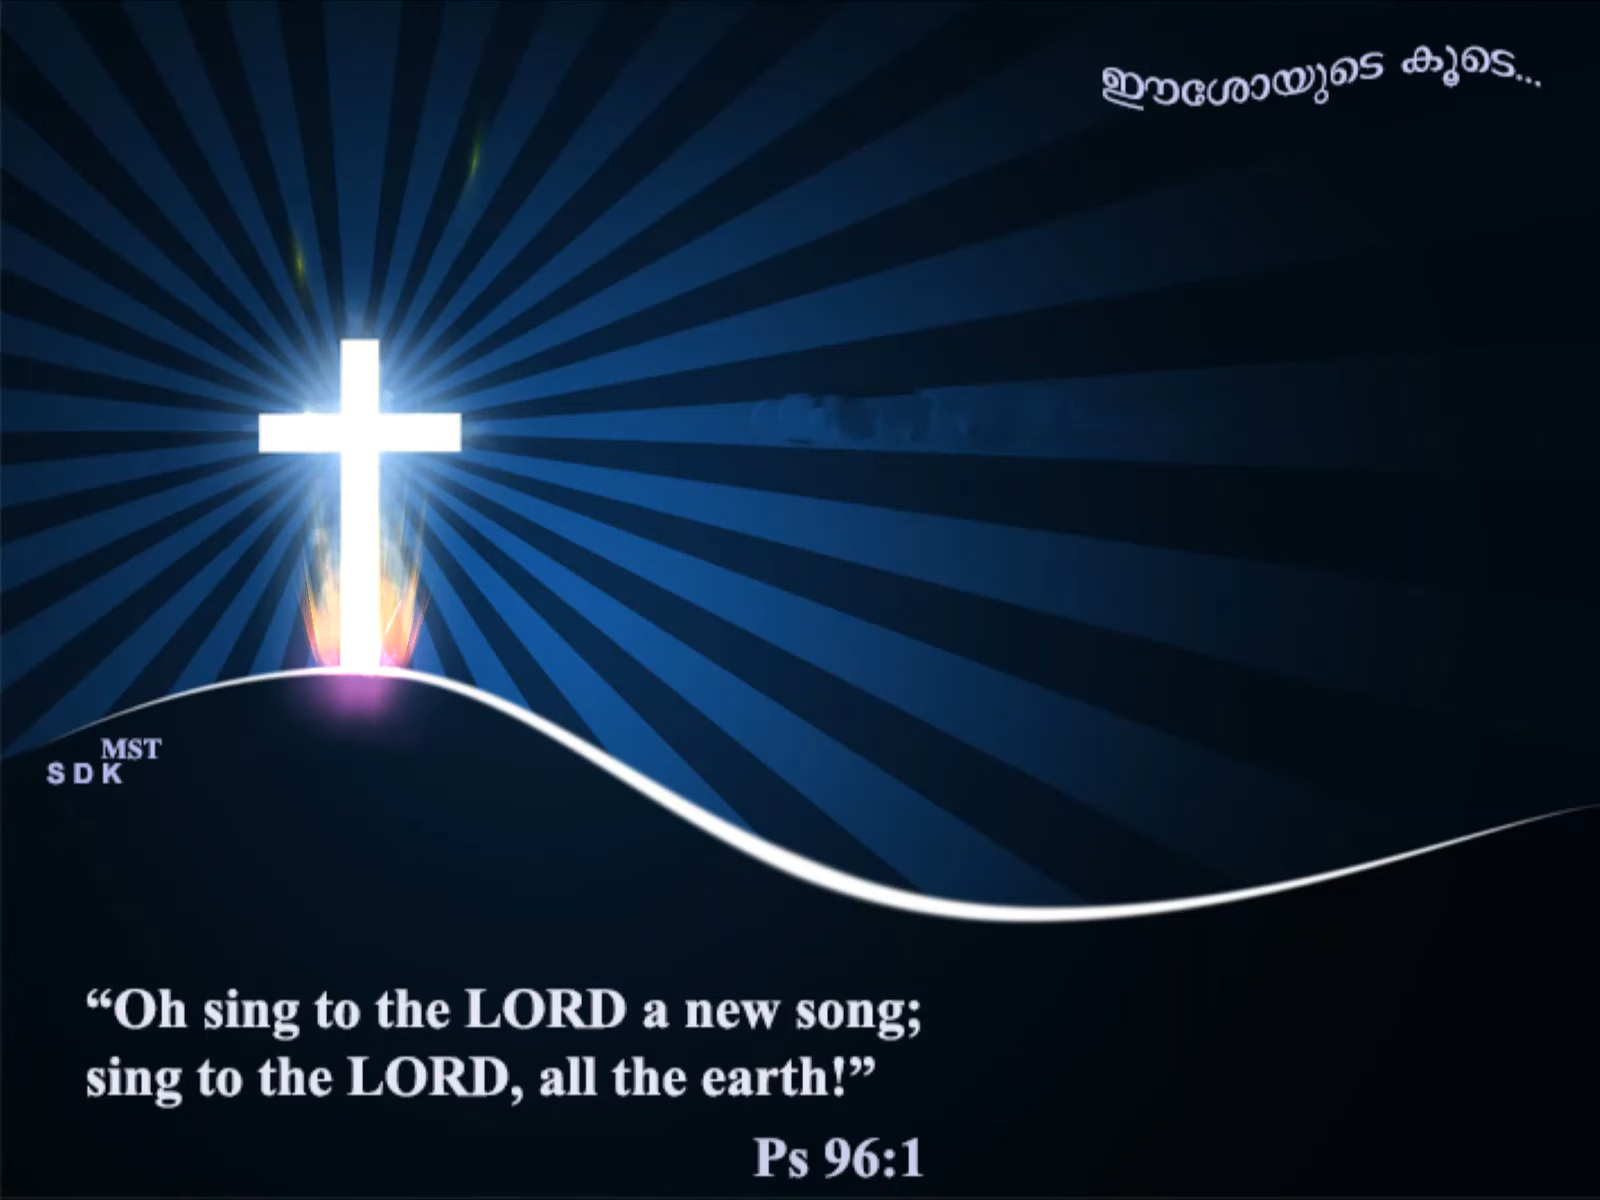 ഈശോയുടെ കൂടെ...
MST
S D K
“Oh sing to the LORD a new song;
sing to the LORD, all the earth!”
Ps 96:1